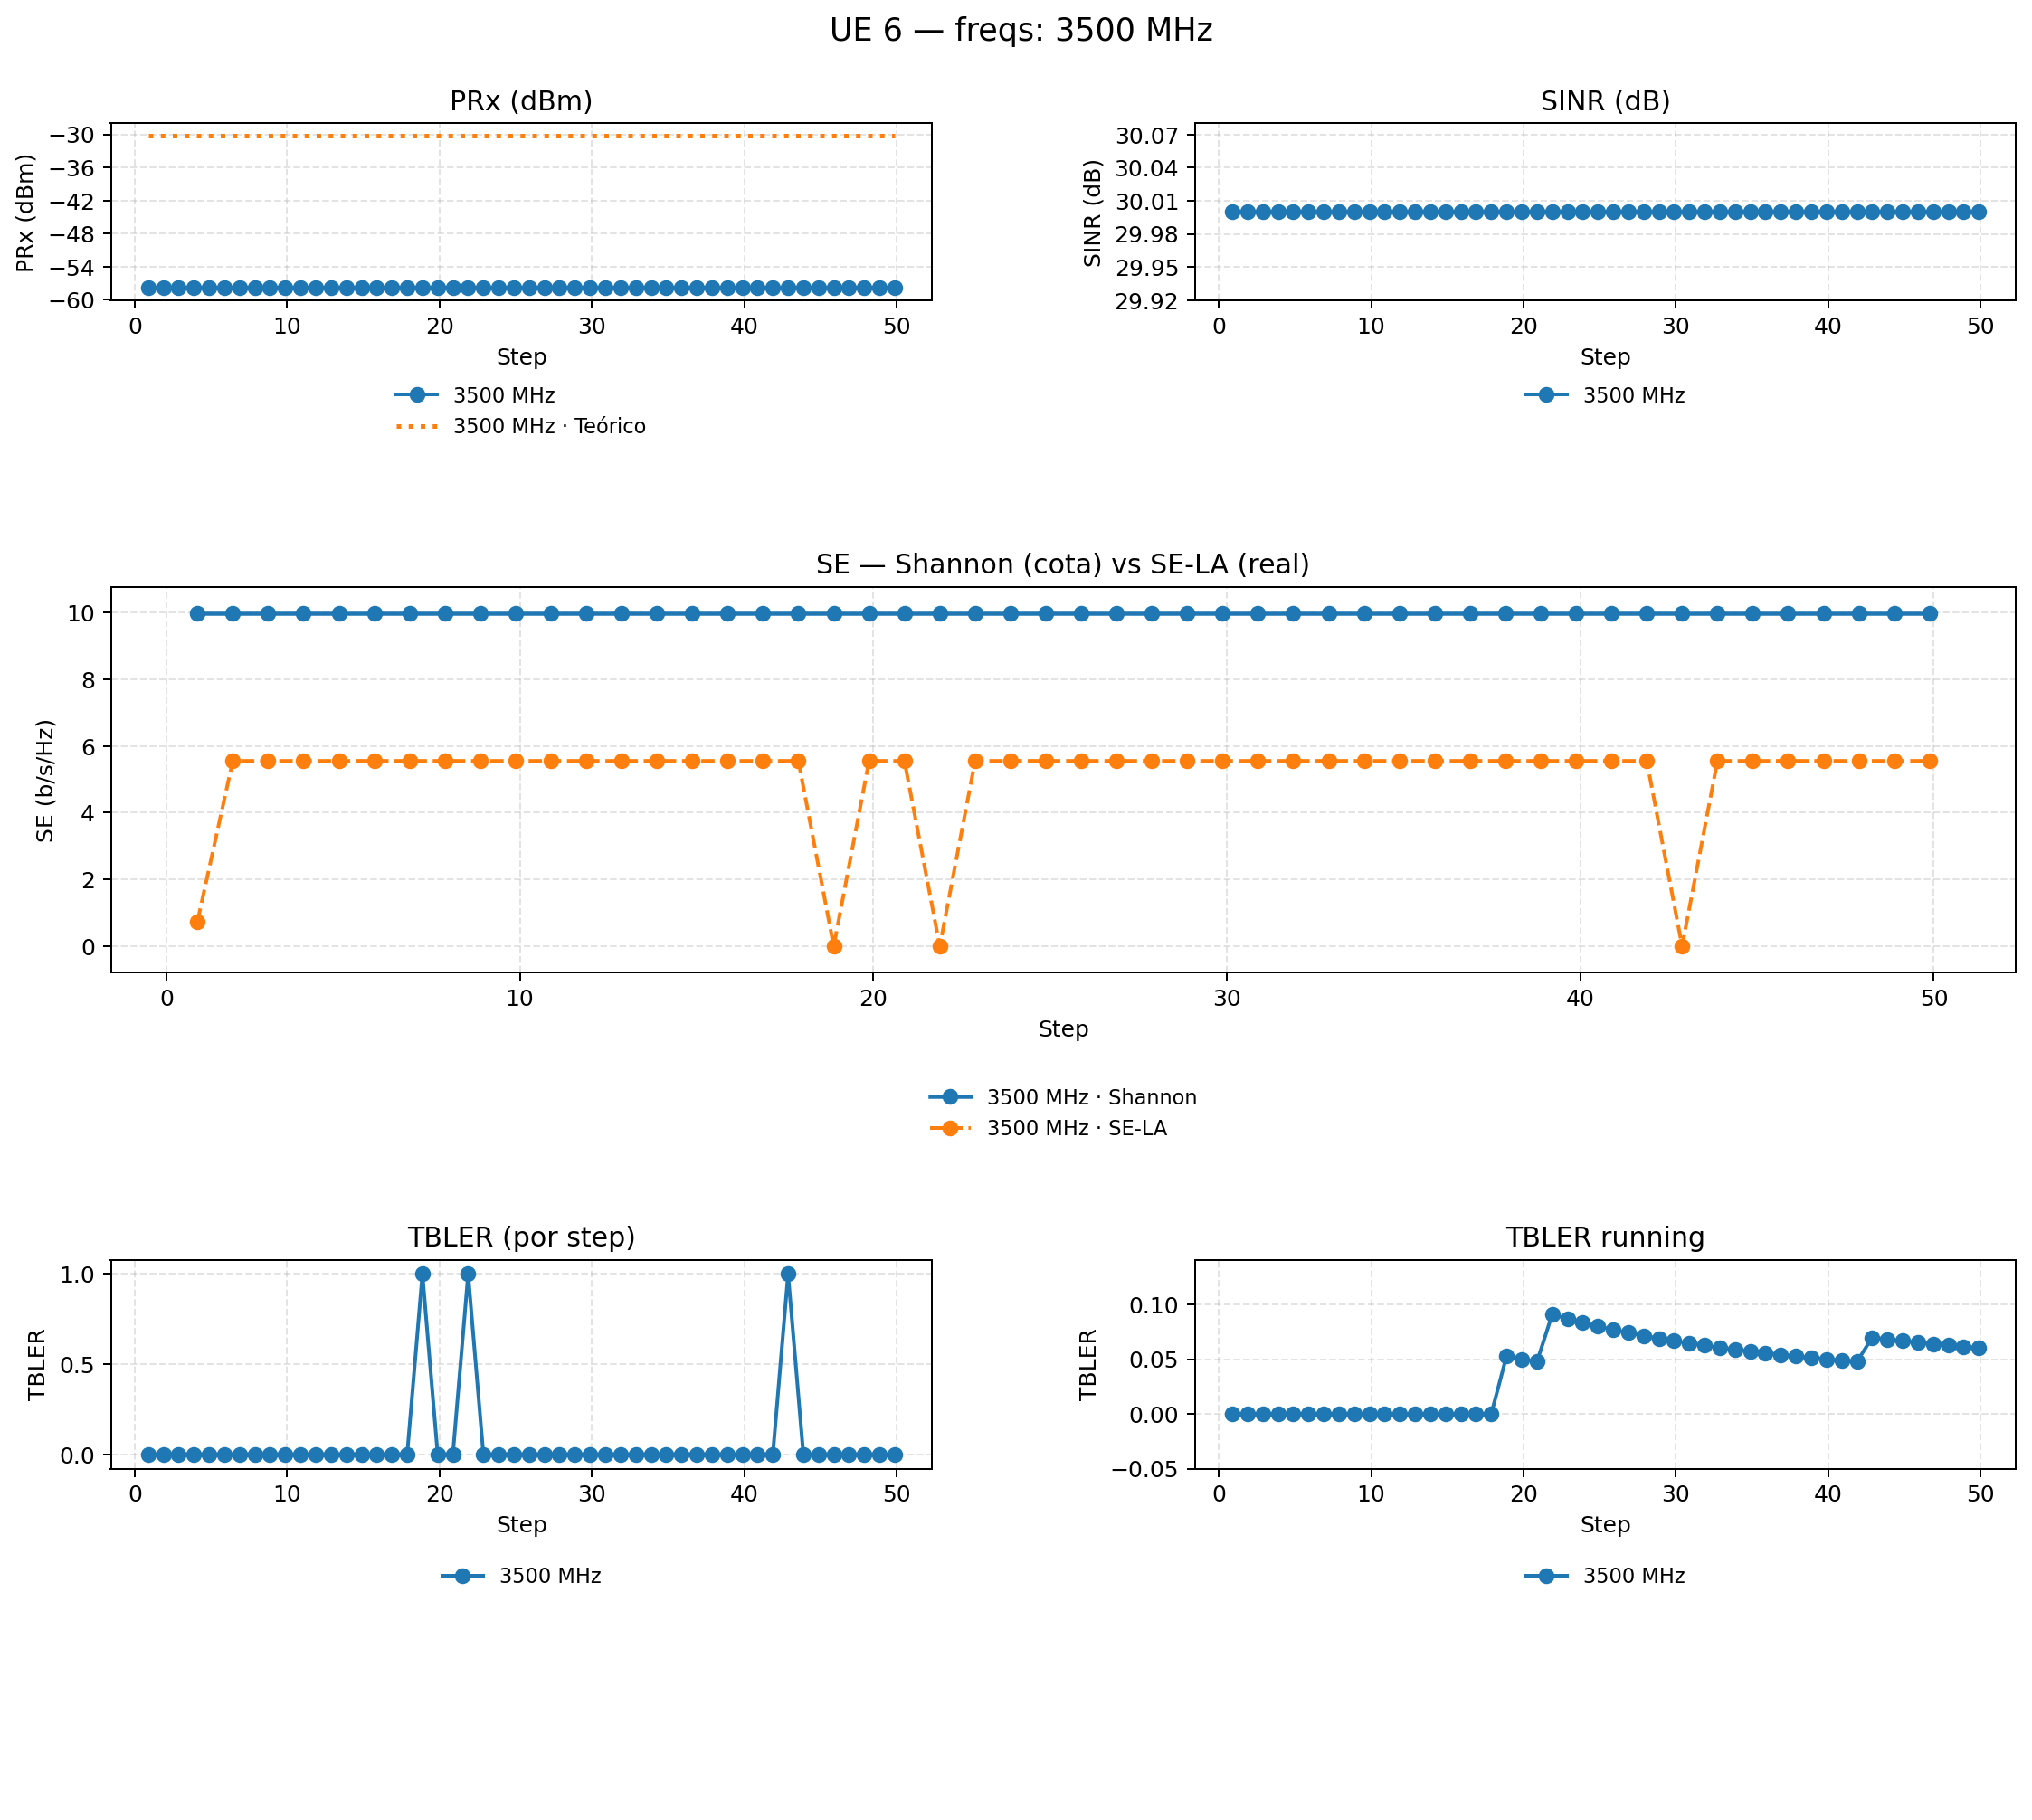 UE 6 — freqs: 3500 MHz
PRx (dBm)
PRx (dBm)
−30
−36
−42
−48
−54
−60
0 10 20 30 40 50
Step
3500 MHz
3500 MHz · Teórico
SINR (dB)
SINR (dB)
30.07
30.04
30.01
29.98
29.95
29.92
0 10 20 30 40 50
Step
3500 MHz
SE — Shannon (cota) vs SE-LA (real)
SE (b/s/Hz)
10
8
6
4
2
0
0 10 20 30 40 50
Step
3500 MHz · Shannon
3500 MHz · SE-LA
TBLER (por step)
TBLER
1.0
0.5
0.0
0 10 20 30 40 50
Step
3500 MHz
TBLER running
TBLER
0.10
0.05
0.00
−0.05
0 10 20 30 40 50
Step
3500 MHz